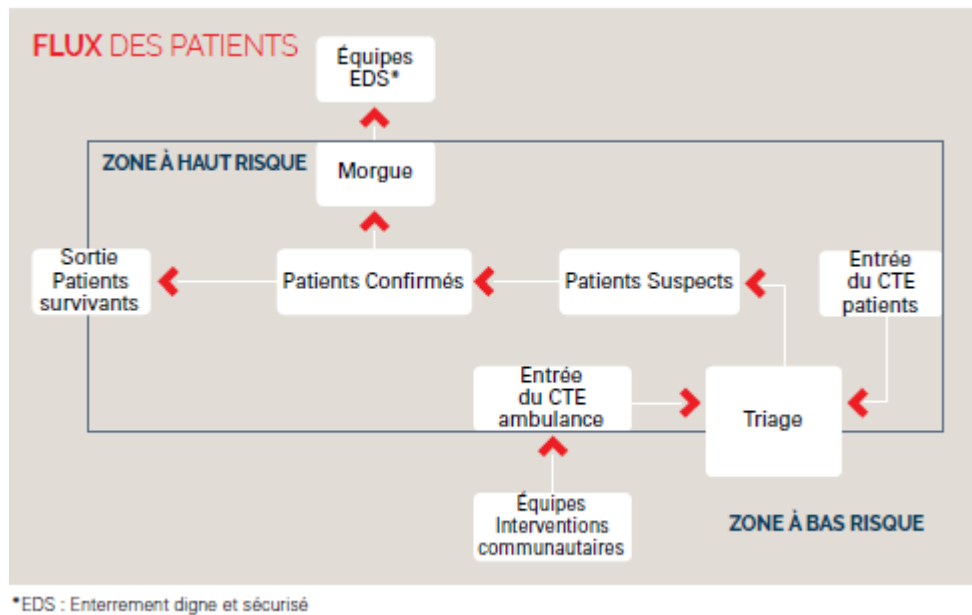 FLUX DES PATIENTS
Équipes
EDS*
ZONE À HAUT RISQUE
Morgue
Sortie
Patients
survivants
Patients Confirmés
Patients Suspects
Entrée
du CTE
patients
Entrée
du CTE
ambulance
Triage
Équipes
Interventions
communautaires
ZONE À BAS RISQUE
*EDS : Enterrement digne et sécurisé